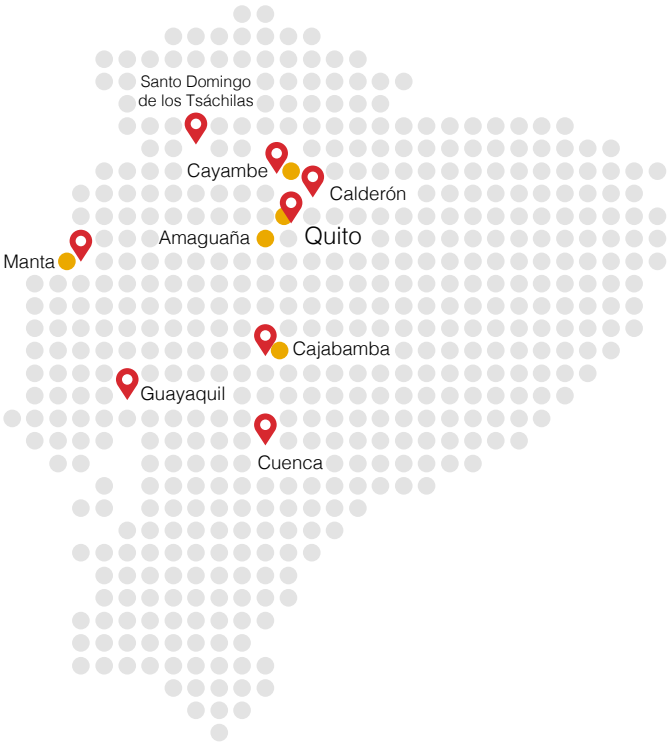 Santo Domingo
de los Tsáchilas
Cayambe
Calderón
Quito
Amaguaña
Manta
Cajabamba
Guayaquil
Cuenca